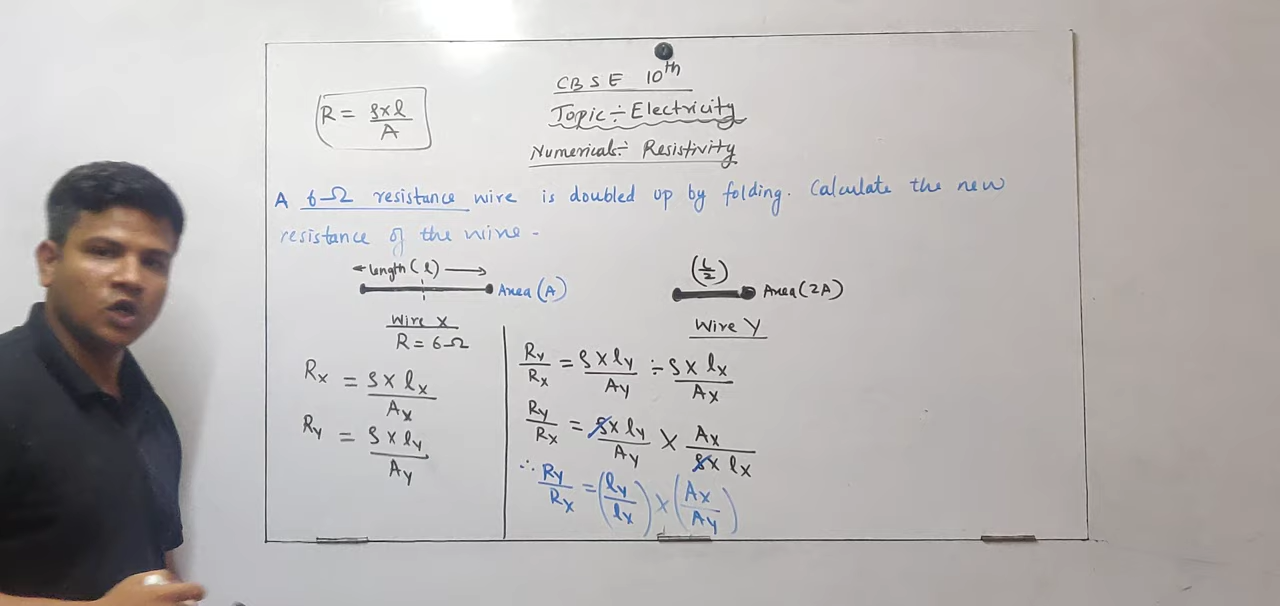 CBSE 10th
R = ρ×l / A
Topic ÷ Electricity
Numericals ÷ Resistivity
A 6Ω resistance wire is doubled up by folding. Calculate the new
resistance of the wire -
length (l)
Area (A)
(L/2)
Area (2A)
Wire X
R = 6Ω
Wire Y
Rx = ρ × lx / Ax
Ry = ρ × ly / Ay
Ry/Rx = ρ × ly / Ay ÷ ρ × lx / Ax
Ry/Rx = ρ × ly / Ay × Ax / ρ × lx
∴ Ry/Rx = (ly/lx) × (Ax/Ay)